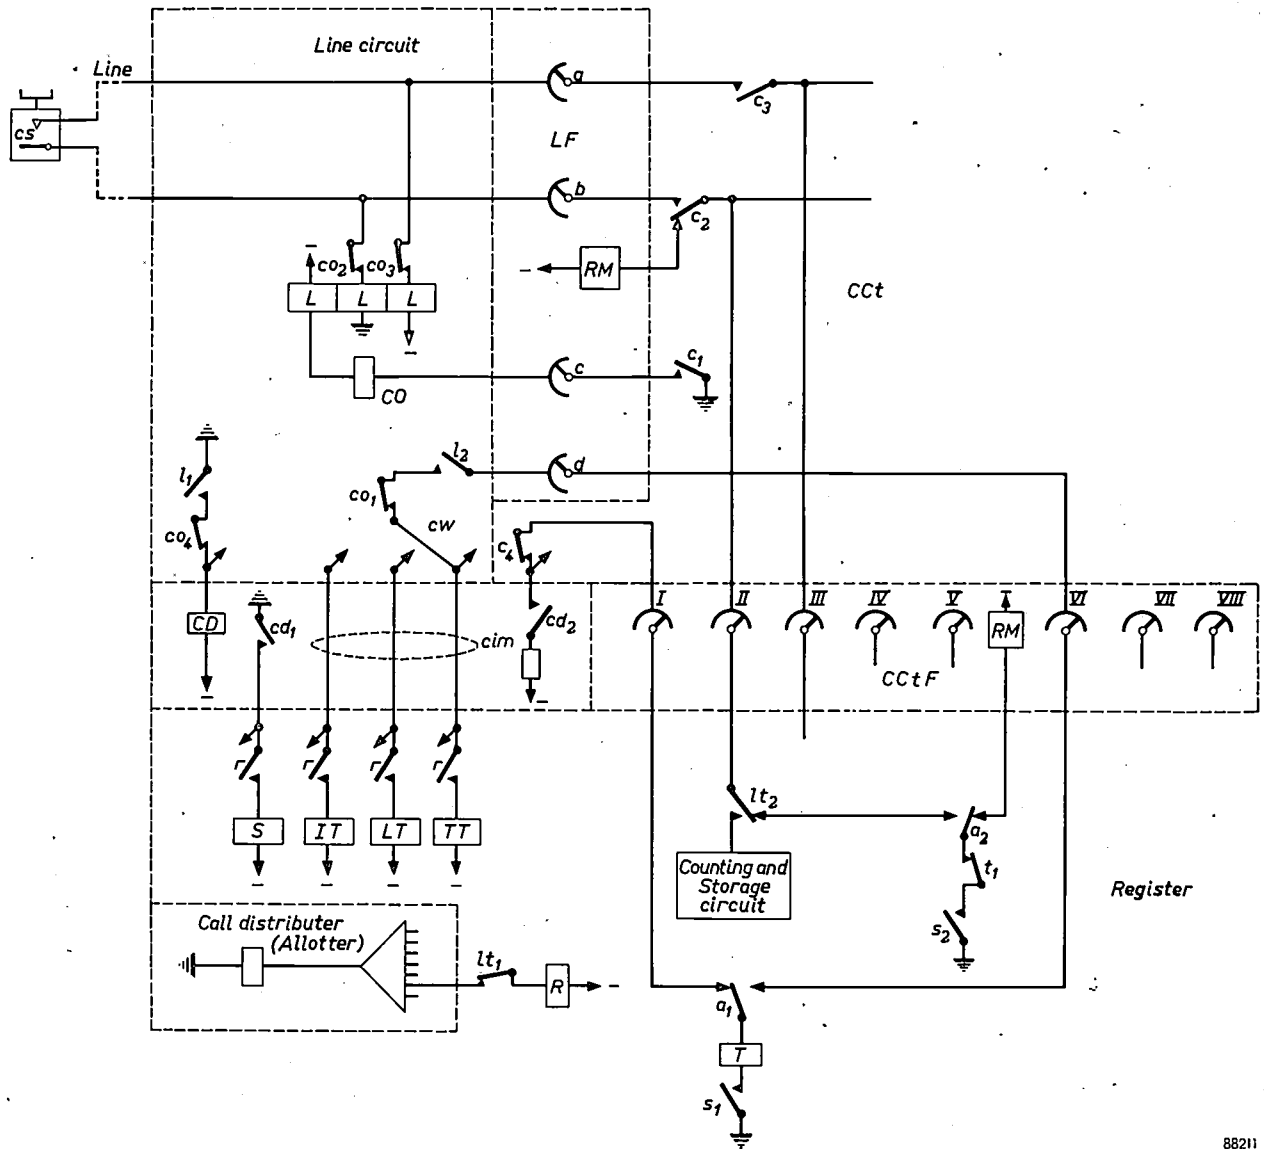 Line circuit
Line
a
c3
cs
LF
b
c2
co2
co3
RM
CCt
L
L
L
c1
c
CO
l1
l2
d
co1
cw
co4
c4
I
II
III
IV
V
VI
VII
VIII
CD
cd1
cim
cd2
RM
CCtF
r
r
r
r
lt2
S
IT
LT
TT
a2
Counting and
Storage
circuit
t1
Register
s2
Call distributer
(Allotter)
lt1
R
a1
T
s1
88211